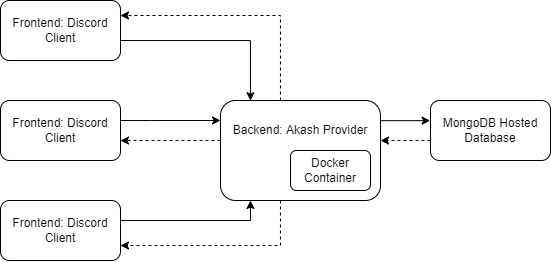 Frontend: Discord
Client
Frontend: Discord
Client
Backend: Akash Provider
Docker
Container
MongoDB Hosted
Database
Frontend: Discord
Client